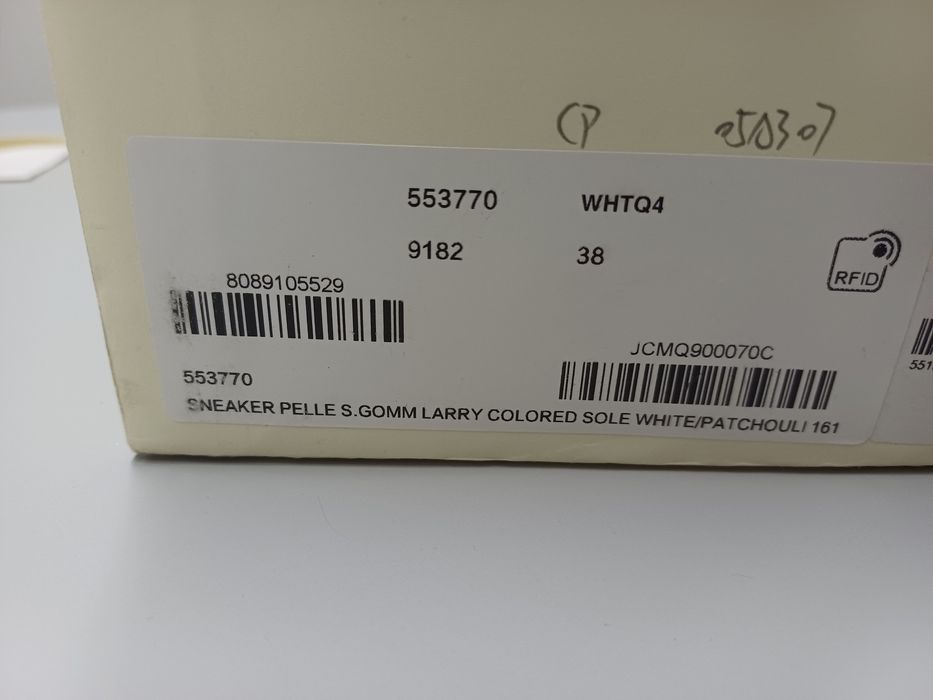 CP 250307
553770 WHTQ4
9182 38
RFID
8089105529
JCMQ900070C
551
553770
SNEAKER PELLE S.GOMM LARRY COLORED SOLE WHITE/PATCHOULI 161